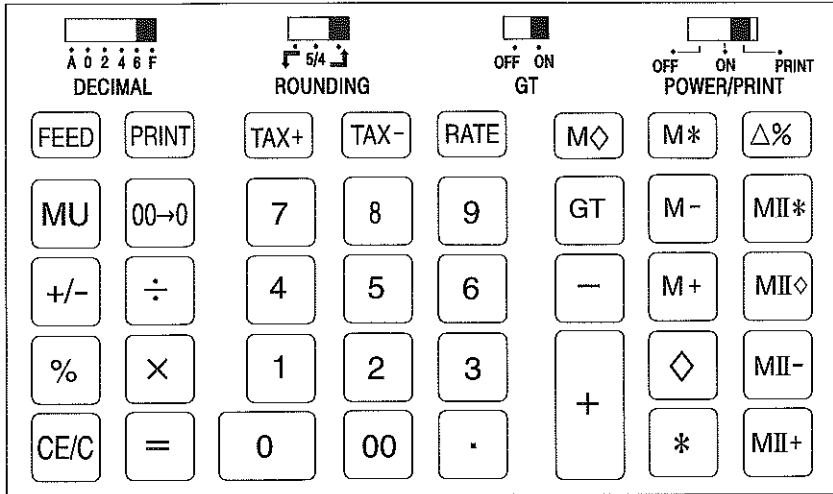 A 0 2 4 6 F 5/4 OFF ON OFF ON PRINT
DECIMAL ROUNDING GT POWER/PRINT
FEED PRINT TAX+ TAX- RATE M◇ M* △%
MU 00→0 7 8 9 GT M- MII*
+/- ÷ 4 5 6 — M+ MII◇
% × 1 2 3 + ◇ MII-
CE/C = 0 00 . * MII+